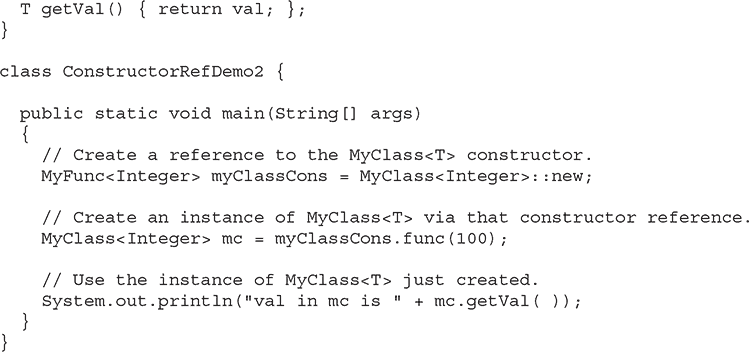 T getVal() { return val; };
}

class ConstructorRefDemo2 {

  public static void main(String[] args)
  {
    // Create a reference to the MyClass<T> constructor.
    MyFunc<Integer> myClassCons = MyClass<Integer>::new;

    // Create an instance of MyClass<T> via that constructor reference.
    MyClass<Integer> mc = myClassCons.func(100);

    // Use the instance of MyClass<T> just created.
    System.out.println("val in mc is " + mc.getVal( ));
  }
}